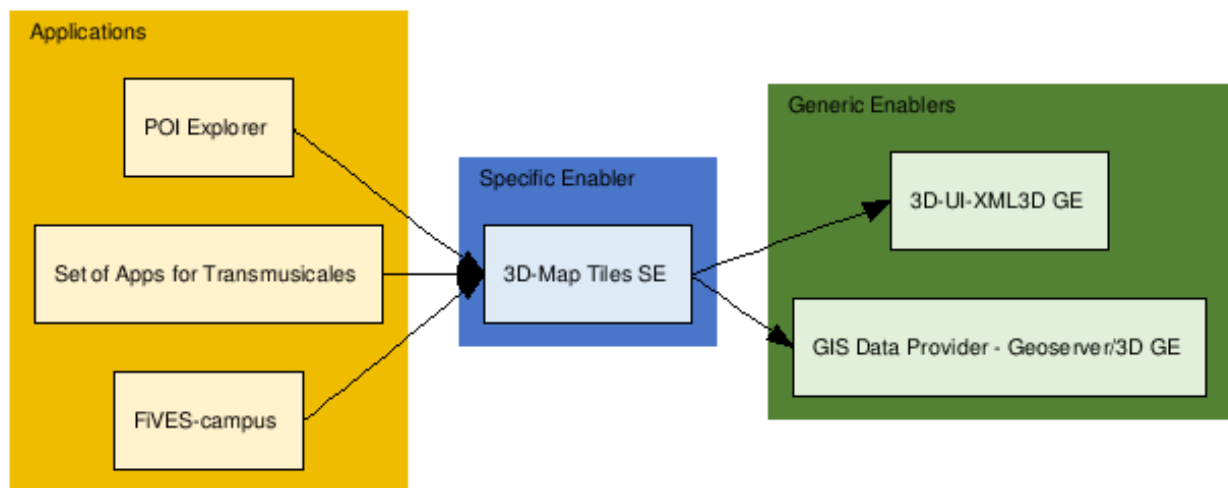 Applications
POI Explorer
Set of Apps for Transmusicales
FiVES-campus
Specific Enabler
3D-Map Tiles SE
Generic Enablers
3D-UI-XML3D GE
GIS Data Provider - Geoserver/3D GE